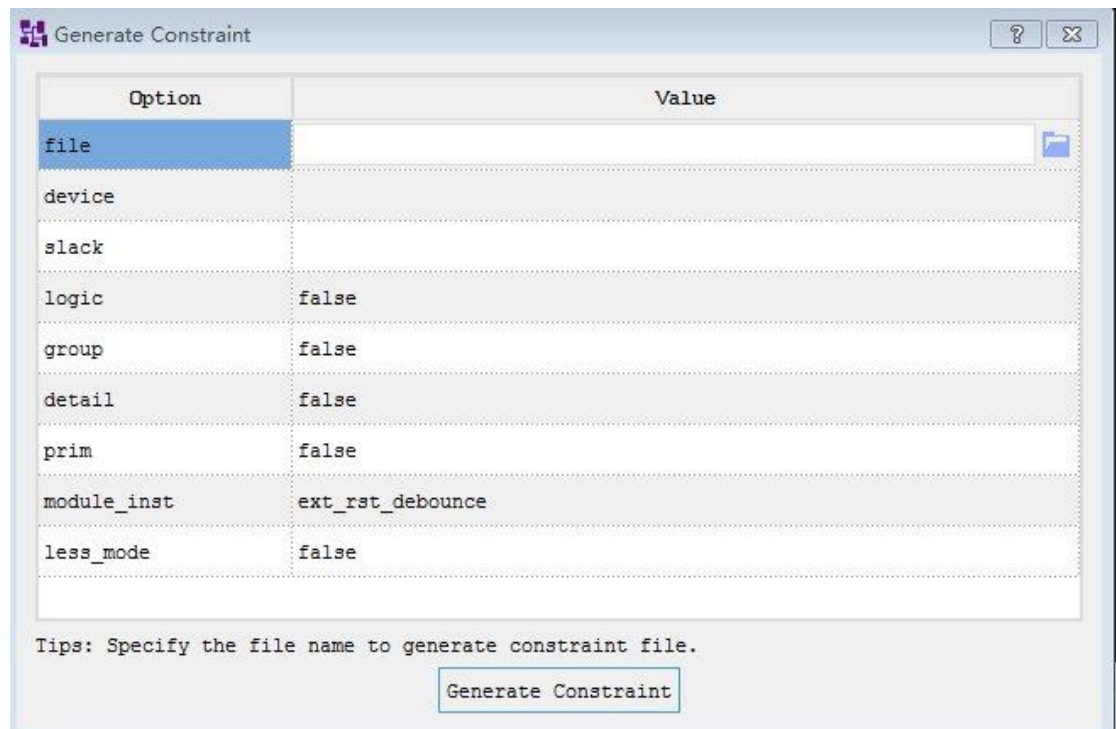 Generate Constraint
Option Value
file
device
slack
logic false
group false
detail false
prim false
module_inst ext_rst_debounce
less_mode false
Tips: Specify the file name to generate constraint file.
Generate Constraint